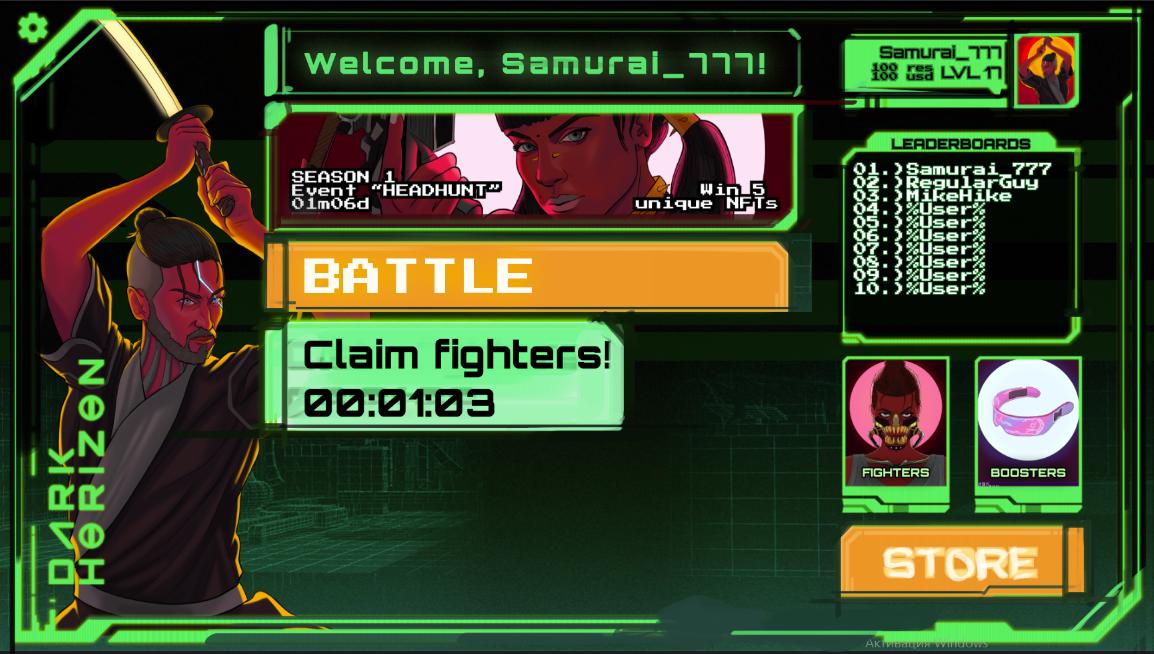 Welcome, Samurai_777!
Samurai_777
100 res
100 usd LVL 17
SEASON 1
Event “HEADHUNT”
01m06d
Win 5
unique NFTs
LEADERBOARDS
01.)Samurai_777
02.)RegularGuy
03.)MikeHike
04.)%User%
05.)%User%
06.)%User%
07.)%User%
08.)%User%
09.)%User%
10.)%User%
BATTLE
Claim fighters!
00:01:03
FIGHTERS
BOOSTERS
STORE
DARK
HORIZON
Активация Windows